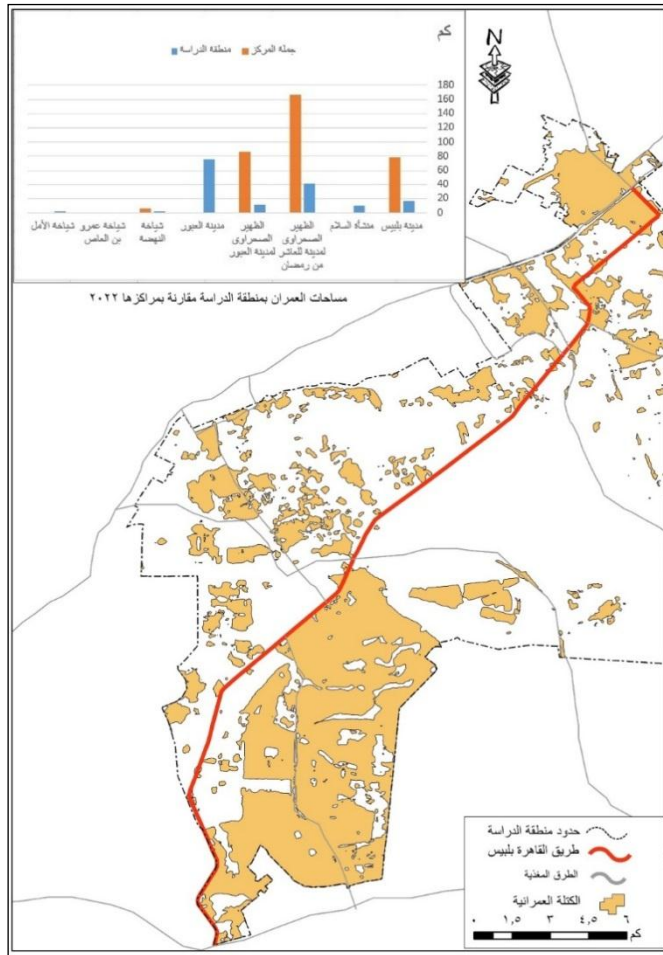 كم
جملة المركز
منطقة الدراسة
180
160
140
120
100
80
60
40
20
0
مدينة بلبيس
منشأة السلام
الظهير
الصحراوى
لمدينة للعاشر
من رمضان
الظهير
الصحراوى
لمدينة العبور
مدينة العبور
شياخة
النهضة
شياخة عمرو
بن العاص
شياخة الأمل
مساحات العمران بمنطقة الدراسة مقارنة بمراكزها ٢٠٢٢
N
حدود منطقة الدراسة
طريق القاهرة بلبيس
الطرق المغذية
الكتلة العمرانية
٠ ١,٥ ٣ ٤,٥ ٦
كم